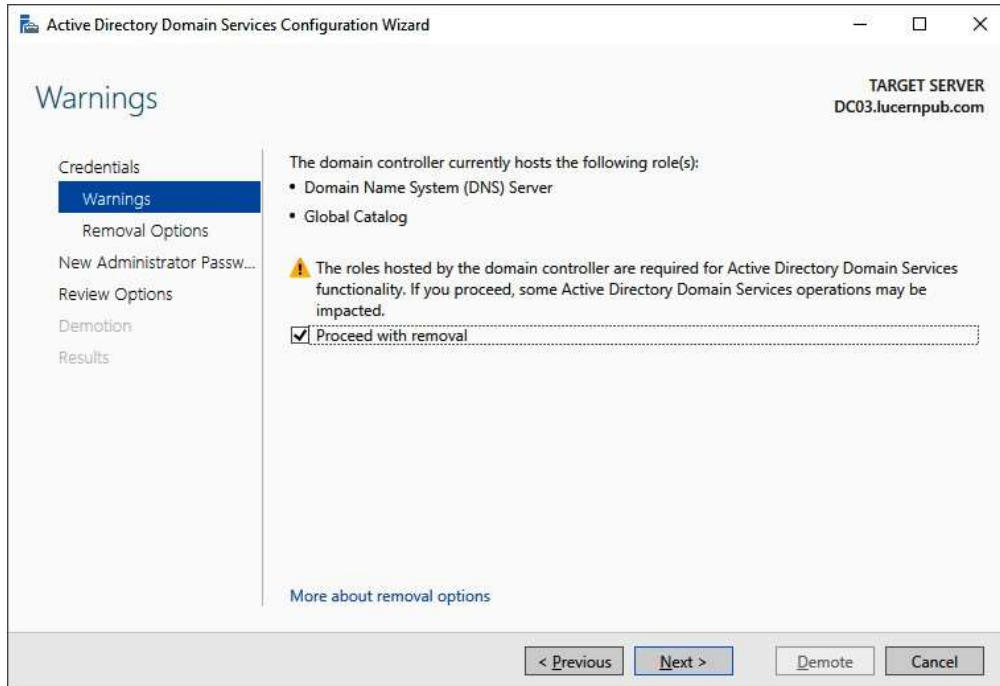 Active Directory Domain Services Configuration Wizard
Warnings
TARGET SERVER
DC03.lucernpub.com
Credentials
Warnings
Removal Options
New Administrator Passw...
Review Options
Demotion
Results
The domain controller currently hosts the following role(s):
• Domain Name System (DNS) Server
• Global Catalog
The roles hosted by the domain controller are required for Active Directory Domain Services
functionality. If you proceed, some Active Directory Domain Services operations may be
impacted.
Proceed with removal
More about removal options
< Previous
Next >
Demote
Cancel